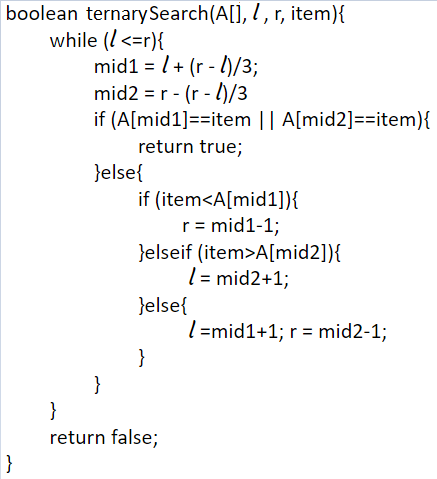 boolean ternarySearch(A[], l , r, item){
while (l <=r){
mid1 = l + (r - l)/3;
mid2 = r - (r - l)/3
if (A[mid1]==item || A[mid2]==item){
return true;
}else{
if (item<A[mid1]){
r = mid1-1;
}elseif (item>A[mid2]){
l = mid2+1;
}else{
l =mid1+1; r = mid2-1;
}
}
}
return false;
}